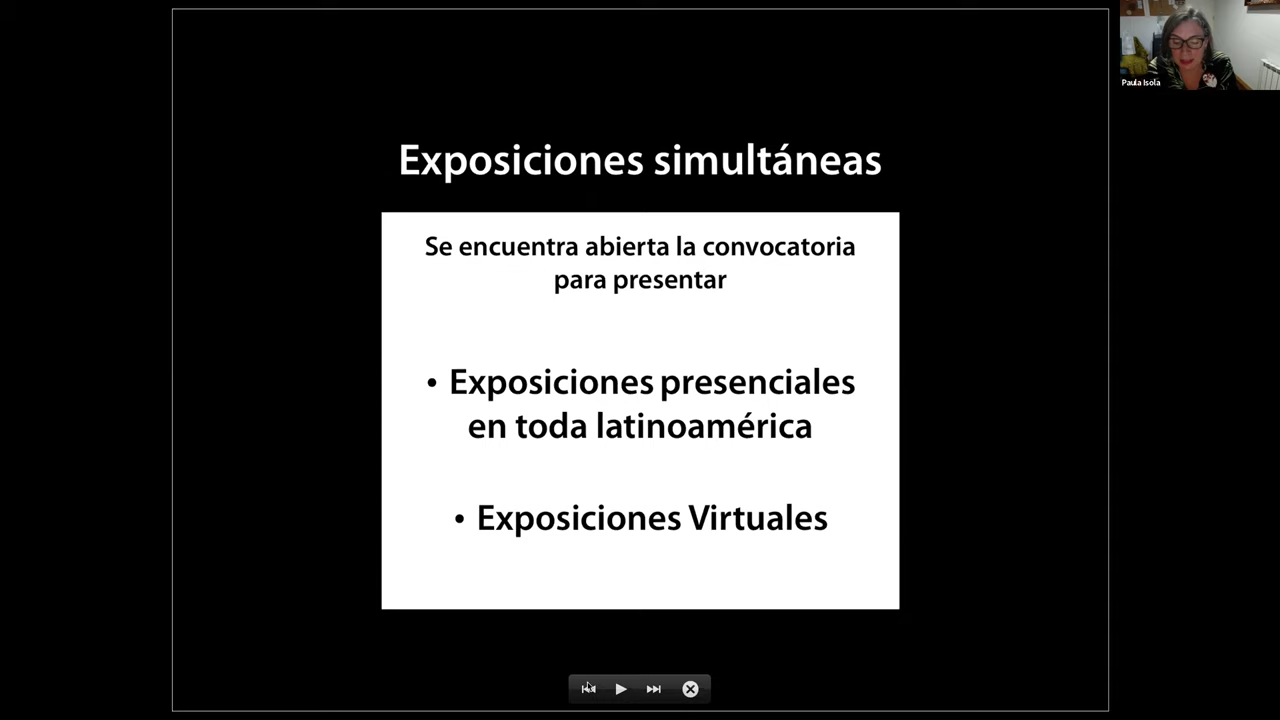 Paula Isola
Exposiciones simultáneas
Se encuentra abierta la convocatoria
para presentar
• Exposiciones presenciales
en toda latinoamérica
• Exposiciones Virtuales